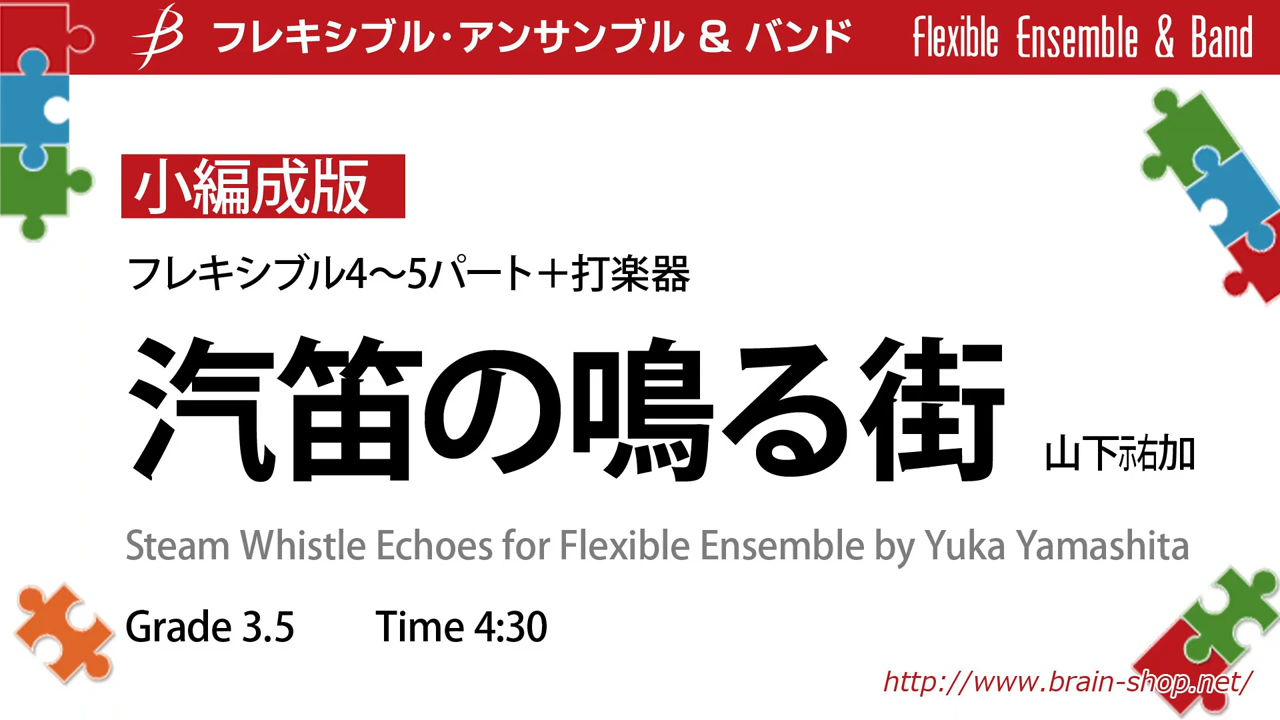 フレキシブル・アンサンブル & バンド Flexible Ensemble & Band
小編成版
フレキシブル4〜5パート＋打楽器
汽笛の鳴る街 山下示右加
Steam Whistle Echoes for Flexible Ensemble by Yuka Yamashita
Grade 3.5 Time 4:30
http://www.brain-shop.net/